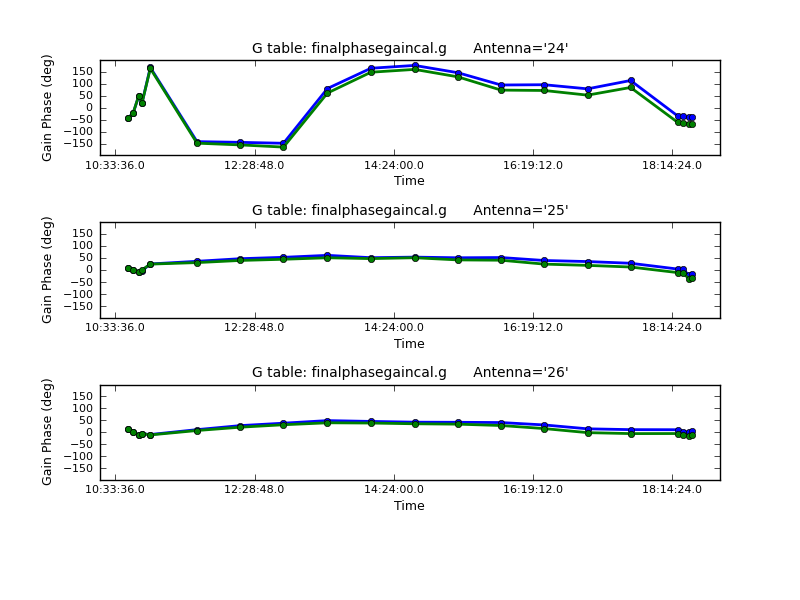 G table: finalphasegaincal.g Antenna='24'
Gain Phase (deg)
150
100
50
0
−50
−100
−150
10:33:36.0 12:28:48.0 14:24:00.0 16:19:12.0 18:14:24.0
Time
G table: finalphasegaincal.g Antenna='25'
Gain Phase (deg)
150
100
50
0
−50
−100
−150
10:33:36.0 12:28:48.0 14:24:00.0 16:19:12.0 18:14:24.0
Time
G table: finalphasegaincal.g Antenna='26'
Gain Phase (deg)
150
100
50
0
−50
−100
−150
10:33:36.0 12:28:48.0 14:24:00.0 16:19:12.0 18:14:24.0
Time